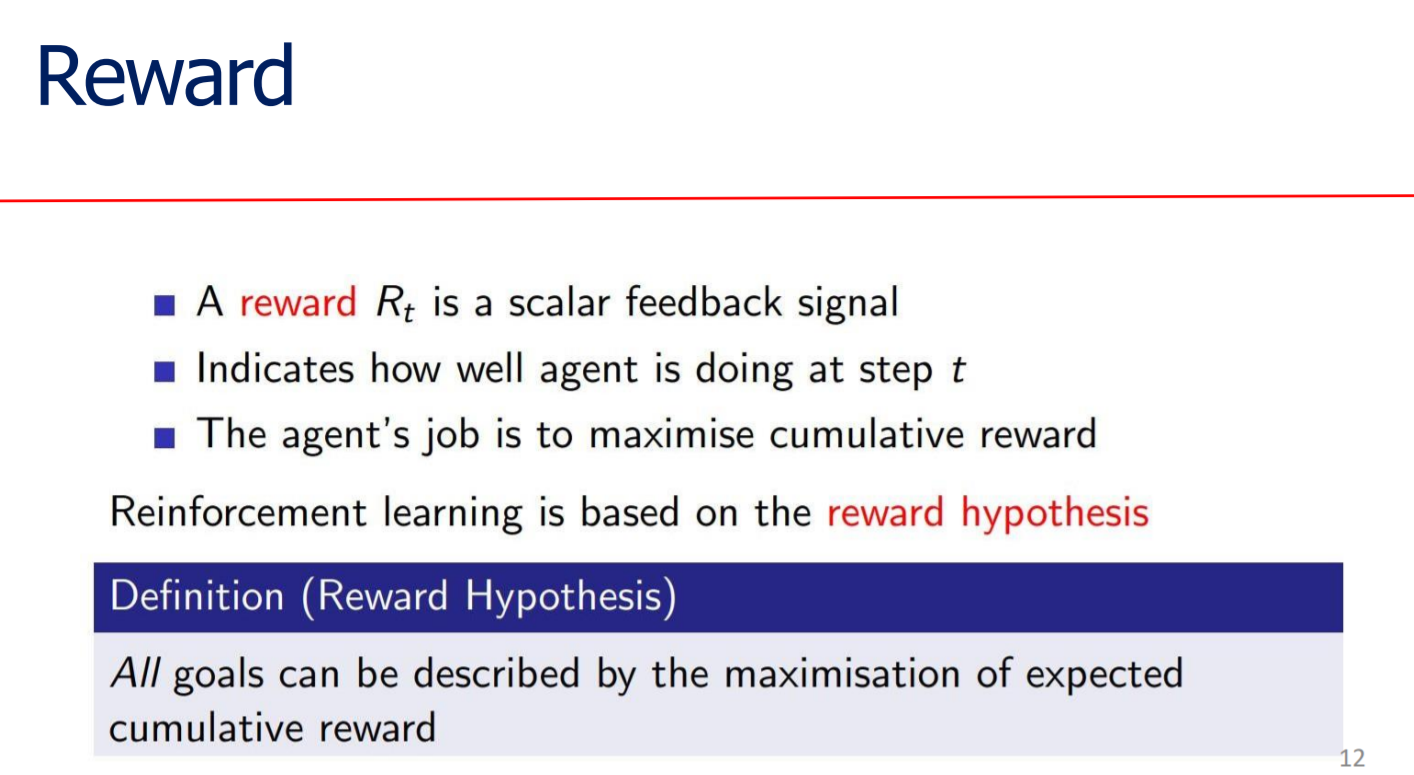 Reward
A reward Rt is a scalar feedback signal
Indicates how well agent is doing at step t
The agent's job is to maximise cumulative reward
Reinforcement learning is based on the reward hypothesis
Definition (Reward Hypothesis)
All goals can be described by the maximisation of expected
cumulative reward
12